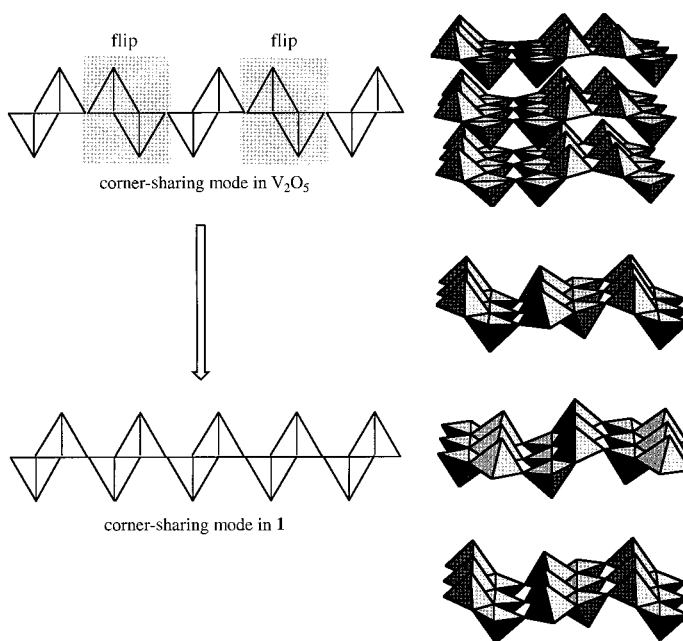 flip flip
corner-sharing mode in V₂O₅
corner-sharing mode in 1